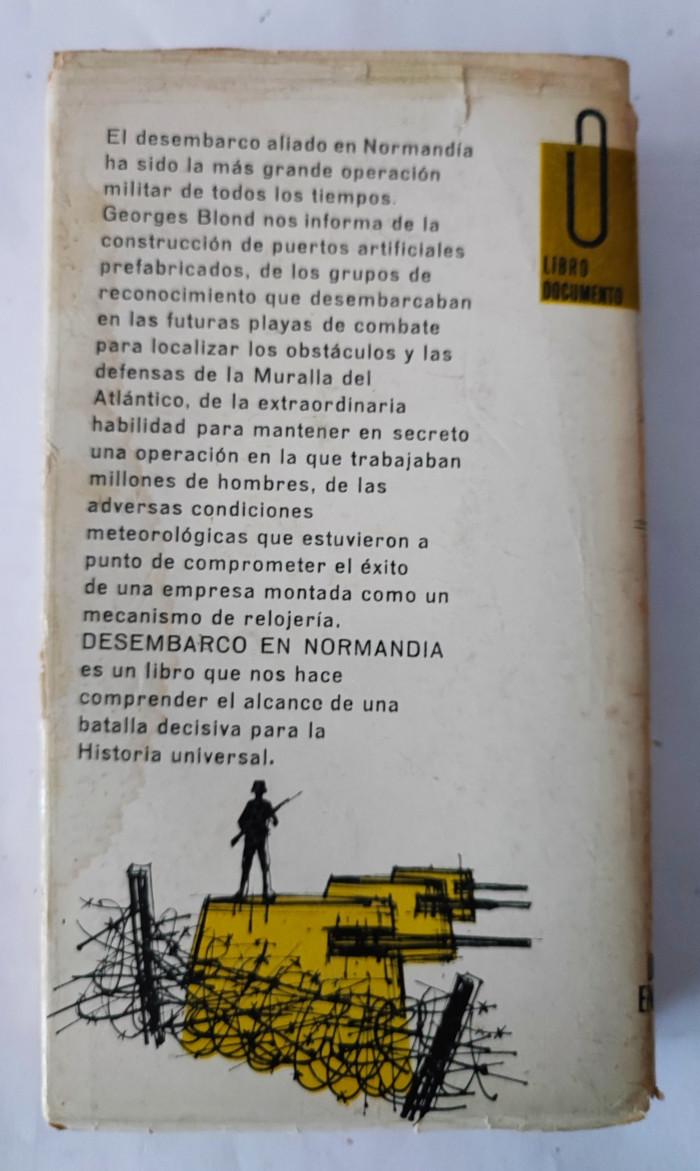 El desembarco aliado en Normandía
ha sido la más grande operación
militar de todos los tiempos.
Georges Blond nos informa de la
construcción de puertos artificiales
prefabricados, de los grupos de
reconocimiento que desembarcaban
en las futuras playas de combate
para localizar los obstáculos y las
defensas de la Muralla del
Atlántico, de la extraordinaria
habilidad para mantener en secreto
una operación en la que trabajaban
millones de hombres, de las
adversas condiciones
meteorológicas que estuvieron a
punto de comprometer el éxito
de una empresa montada como un
mecanismo de relojería.
DESEMBARCO EN NORMANDIA
es un libro que nos hace
comprender el alcance de una
batalla decisiva para la
Historia universal.
LIBRO
DOCUMENTO